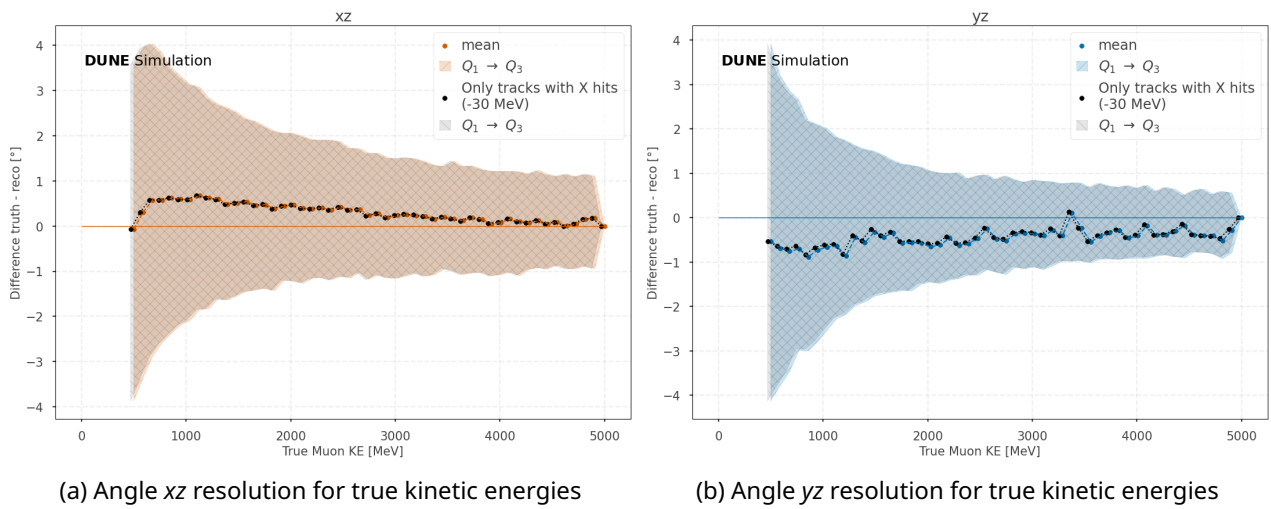 xz
DUNE Simulation
mean
Q1 → Q3
Only tracks with X hits
(-30 MeV)
Q1 → Q3
Difference truth - reco [°]
4
3
2
1
0
−1
−2
−3
−4
0 1000 2000 3000 4000 5000
True Muon KE [MeV]
(a) Angle xz resolution for true kinetic energies
yz
DUNE Simulation
mean
Q1 → Q3
Only tracks with X hits
(-30 MeV)
Q1 → Q3
Difference truth - reco [°]
4
3
2
1
0
−1
−2
−3
−4
0 1000 2000 3000 4000 5000
True Muon KE [MeV]
(b) Angle yz resolution for true kinetic energies